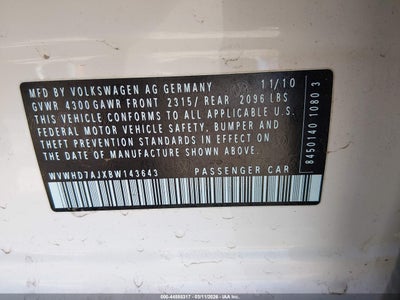 MFD BY VOLKSWAGEN AG GERMANY 11/10
GVWR 4300 GAWR FRONT 2315/ REAR 2096 LBS
THIS VEHICLE CONFORMS TO ALL APPLICABLE U.S.
FEDERAL MOTOR VEHICLE SAFETY, BUMPER AND
THEFT PREVENTION STANDARDS IN EFFECT ON
THE DATE OF MANUFACTURE SHOWN ABOVE
WVWHD7AJXBW143643 PASSENGER CAR
8450140 1080 3
000-44888317 - 03/11/2026 - IAA Inc.